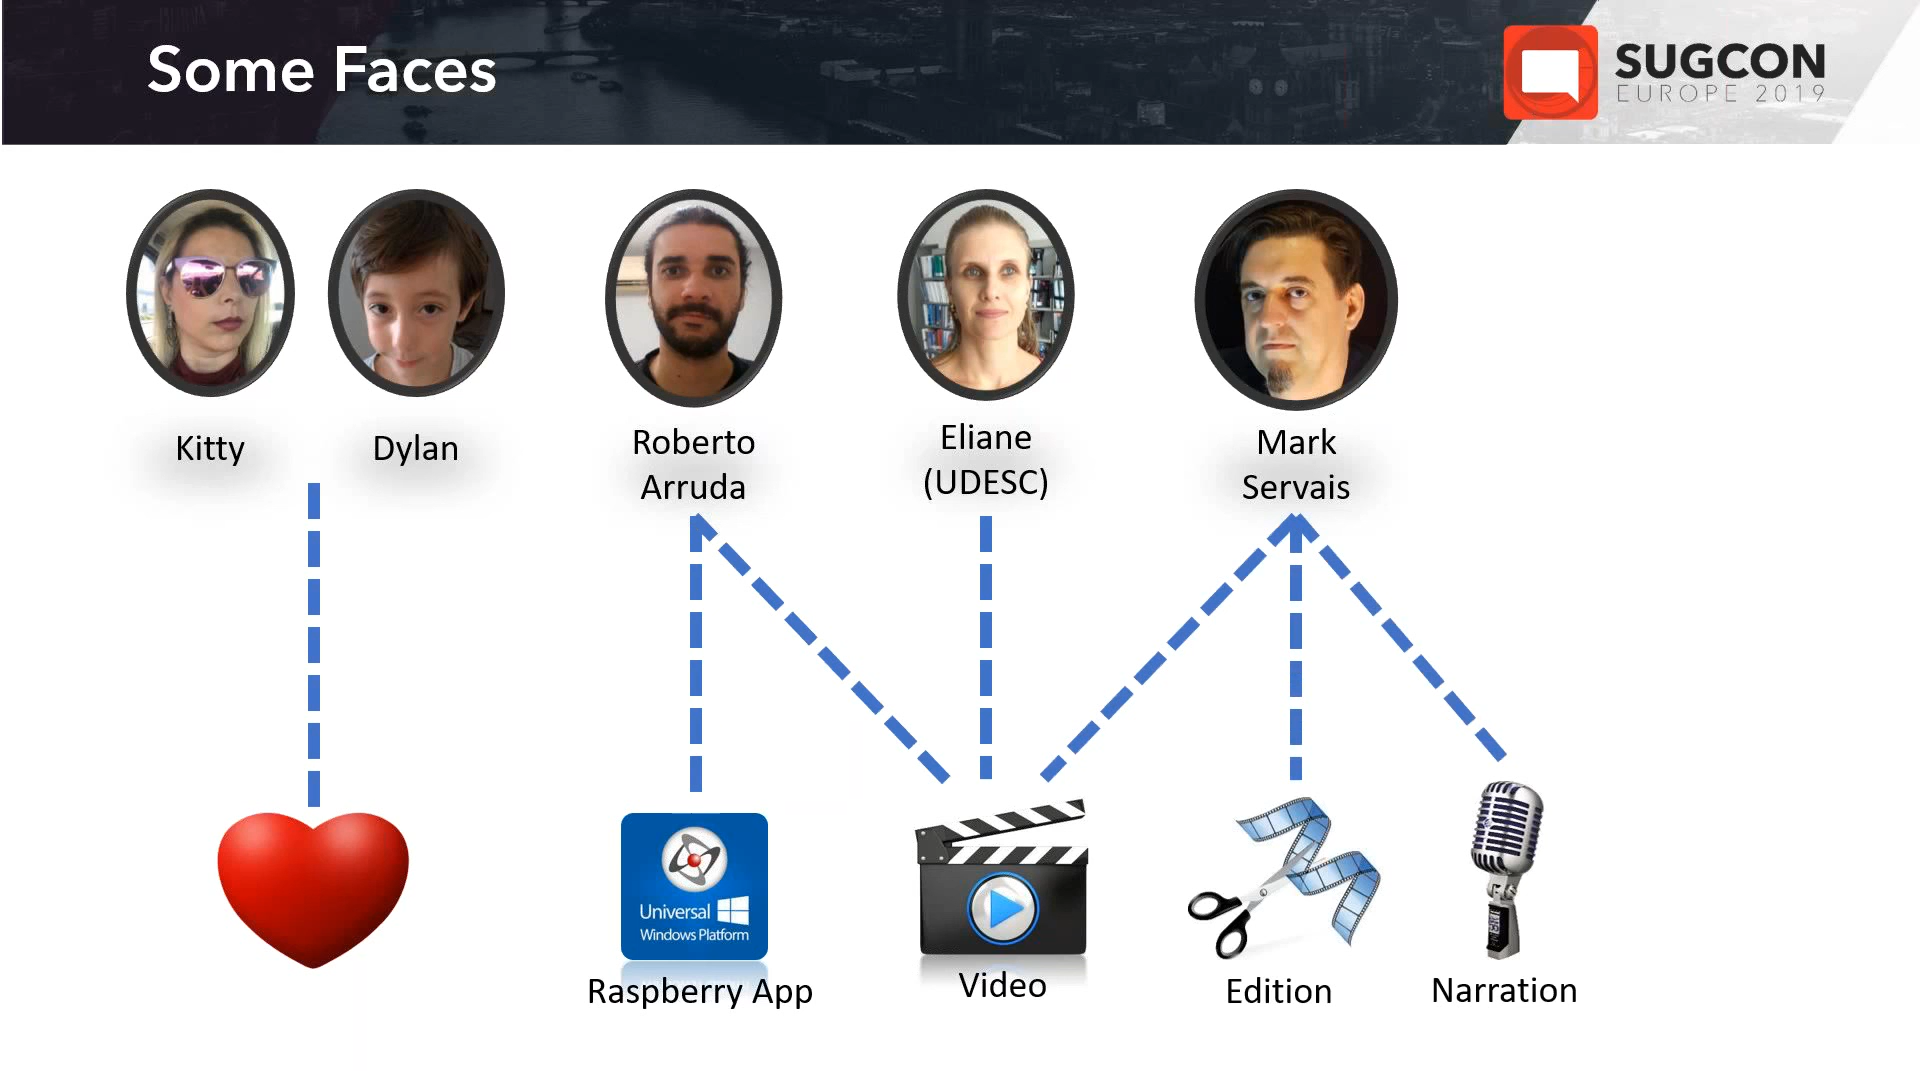 Some Faces
SUGCON
EUROPE 2019
Kitty
Dylan
Roberto
Arruda
Eliane
(UDESC)
Mark
Servais
Universal
Windows Platform
Raspberry App
Video
Edition
Narration